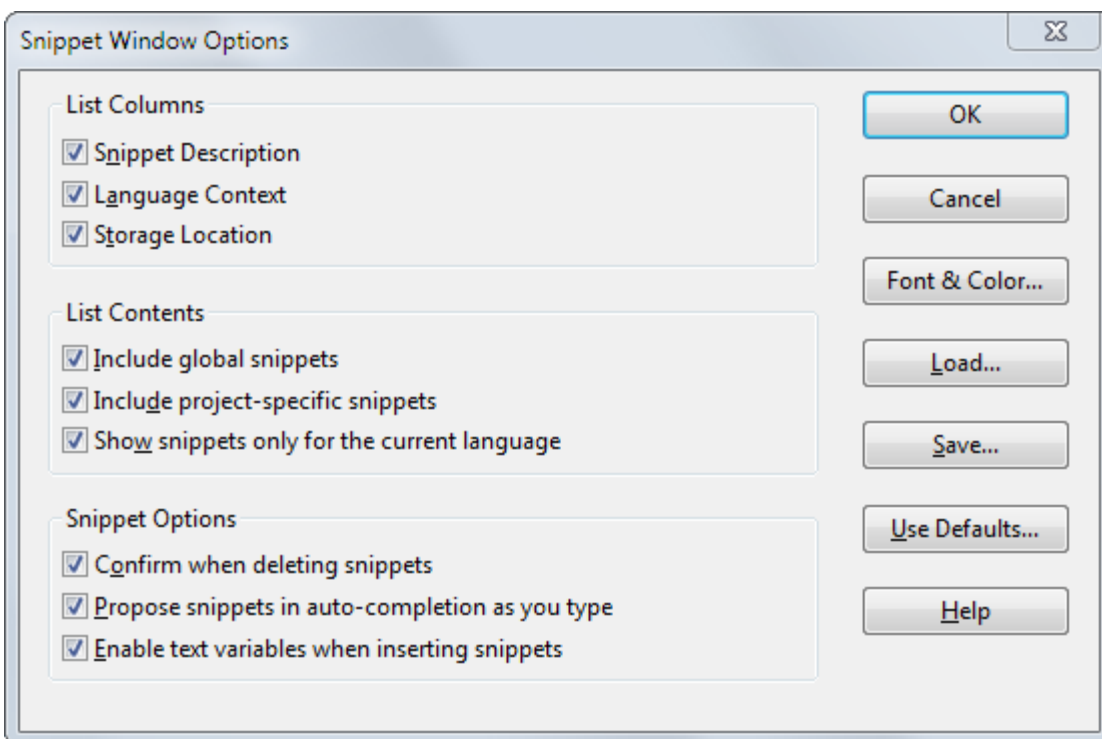 Snippet Window Options
List Columns
Snippet Description
Language Context
Storage Location
List Contents
Include global snippets
Include project-specific snippets
Show snippets only for the current language
Snippet Options
Confirm when deleting snippets
Propose snippets in auto-completion as you type
Enable text variables when inserting snippets
OK
Cancel
Font & Color...
Load...
Save...
Use Defaults...
Help